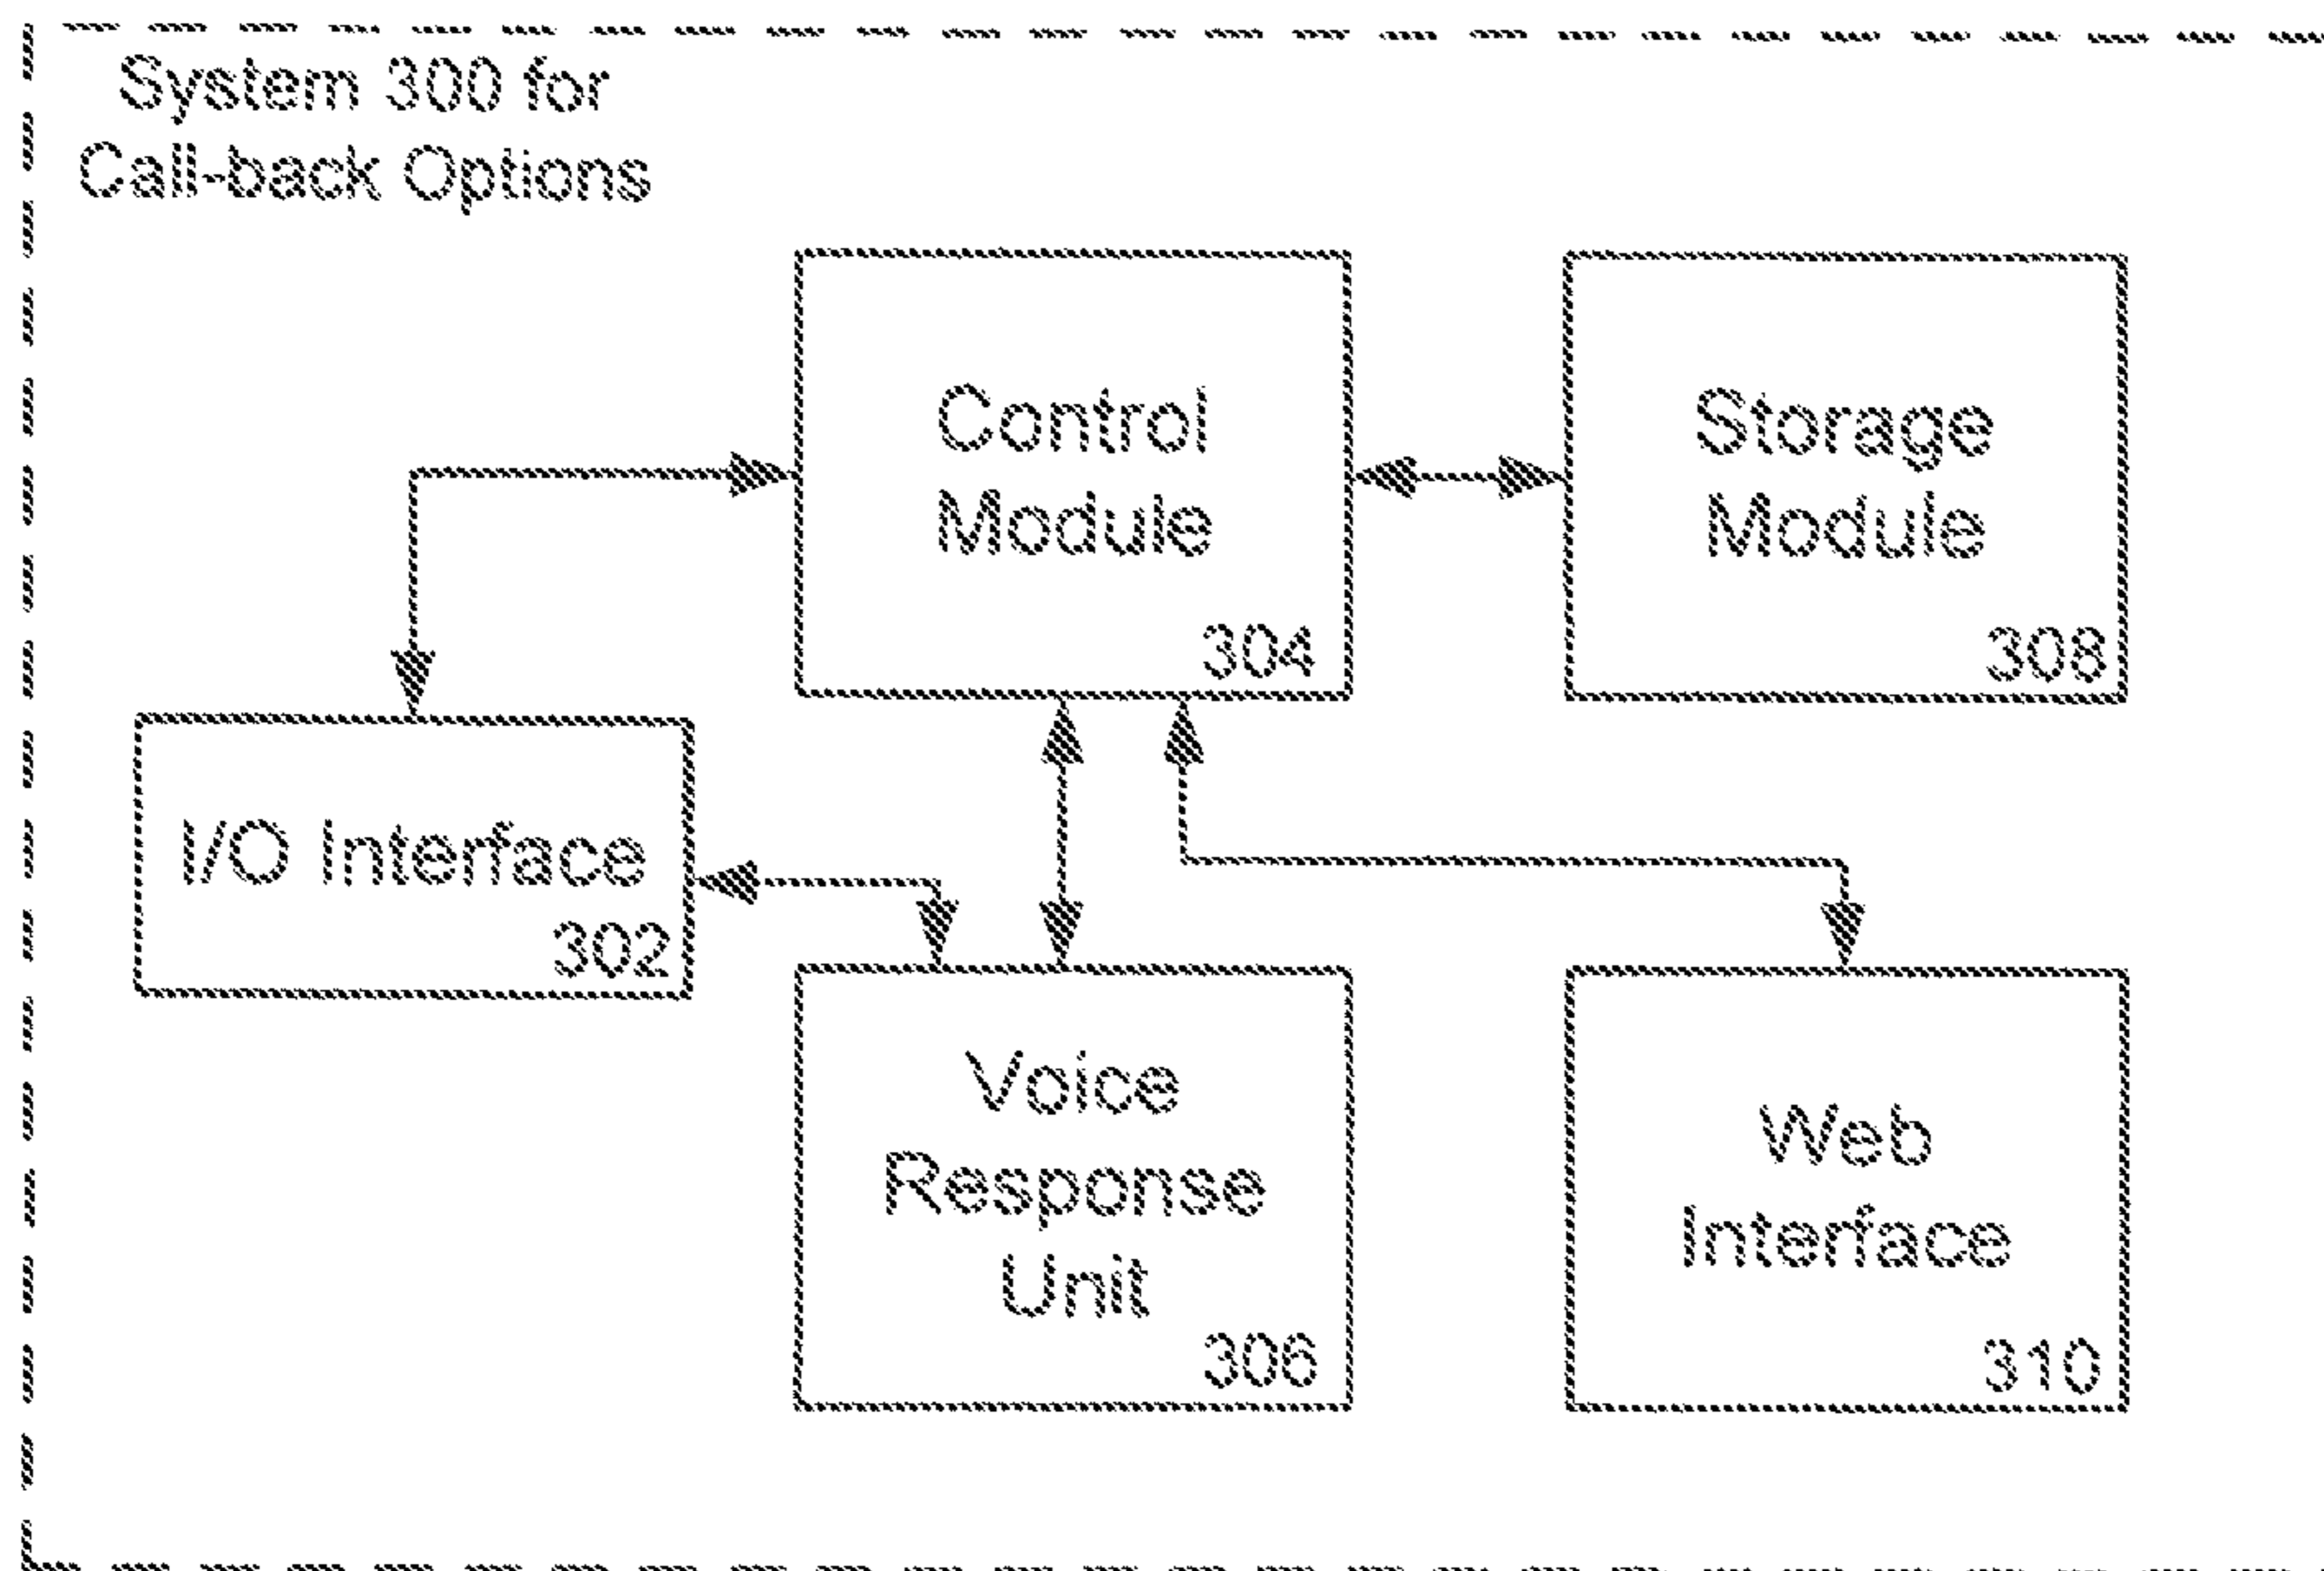 System 300 for
Call-back Options
Control
Module
304
Storage
Module
308
I/O Interface
302
Voice
Response
Unit
306
Web
Interface
310